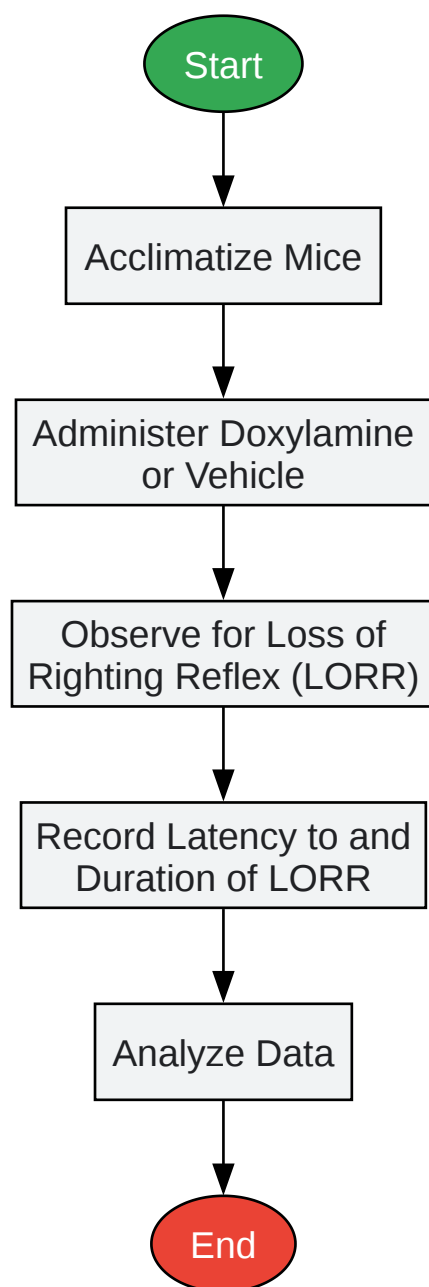 Start
Acclimatize Mice
Administer Doxylamine
or Vehicle
Observe for Loss of
Righting Reflex (LORR)
Record Latency to and
Duration of LORR
Analyze Data
End